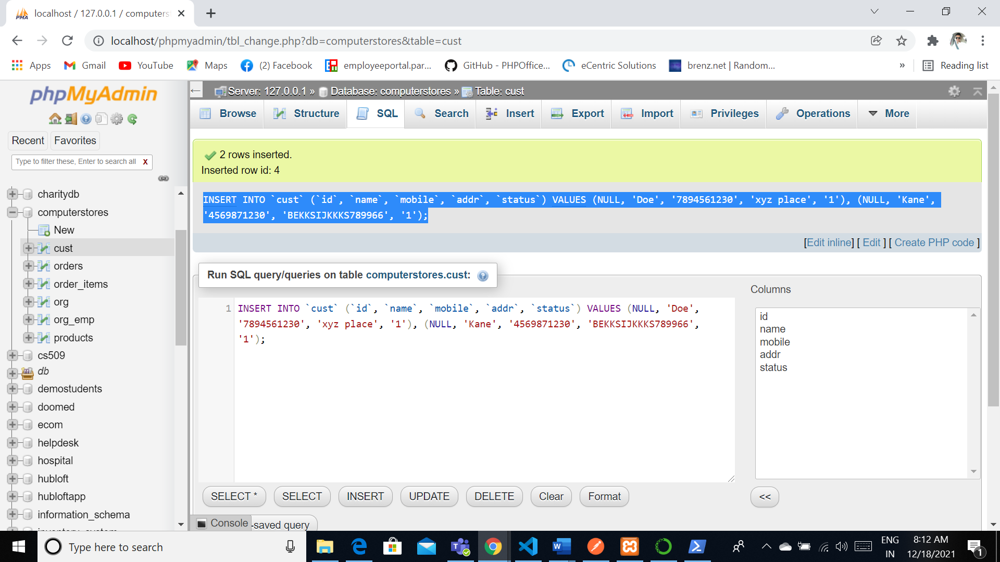 PMA localhost / 127.0.0.1 / computerst
localhost/phpmyadmin/tbl_change.php?db=computerstores&table=cust
Apps Gmail YouTube Maps (2) Facebook employeeportal.par... GitHub - PHPOffice... eCentric Solutions brenz.net | Random... » Reading list
phpMyAdmin
Recent Favorites
Type to filter these, Enter to search all X
charitydb
computerstores
New
cust
orders
order_items
org
org_emp
products
cs509
db
demostudents
doomed
ecom
helpdesk
hospital
hubloft
hubloftapp
information_schema
Server: 127.0.0.1 » Database: computerstores » Table: cust
Browse Structure SQL Search Insert Export Import Privileges Operations More
2 rows inserted.
Inserted row id: 4
INSERT INTO `cust` (`id`, `name`, `mobile`, `addr`, `status`) VALUES (NULL, 'Doe', '7894561230', 'xyz place', '1'), (NULL, 'Kane',
'4569871230', 'BEKKSIJKKKS789966', '1');
[Edit inline] [ Edit ] [ Create PHP code ]
Run SQL query/queries on table computerstores.cust:
1 INSERT INTO `cust` (`id`, `name`, `mobile`, `addr`, `status`) VALUES (NULL, 'Doe',
'7894561230', 'xyz place', '1'), (NULL, 'Kane', '4569871230', 'BEKKSIJKKKS789966',
'1');
Columns
id
name
mobile
addr
status
SELECT * SELECT INSERT UPDATE DELETE Clear Format <<
Console -saved query
Type here to search
ENG
IN
8:12 AM
12/18/2021
1